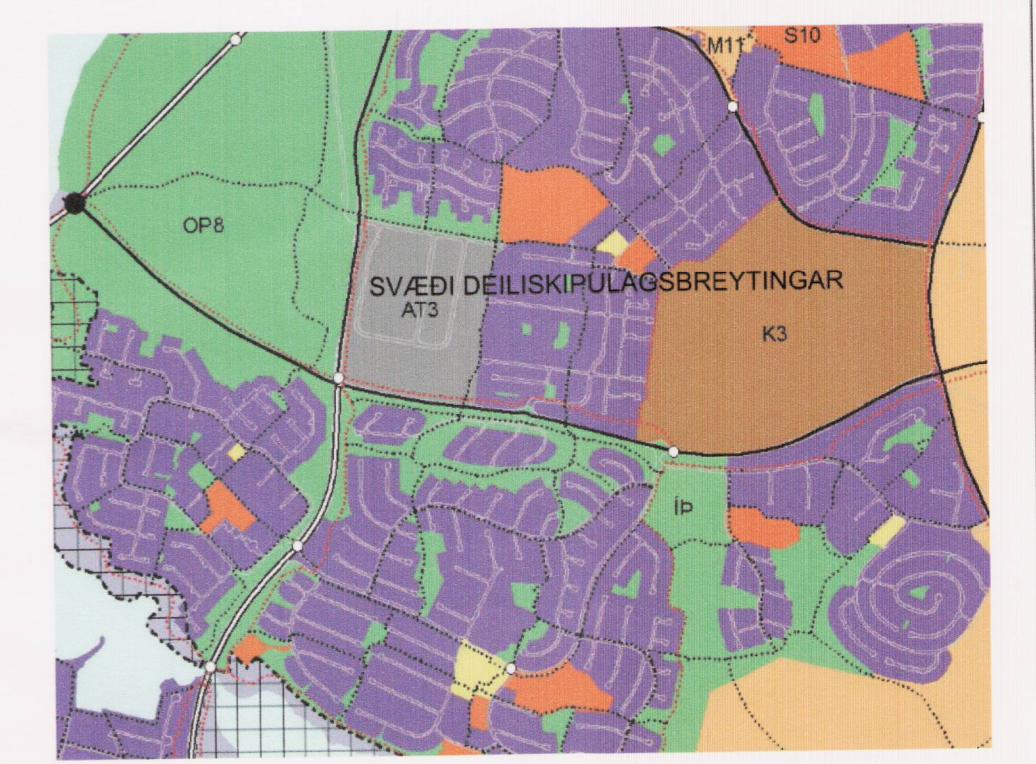 M11 S10
OP8
SVÆÐI DEILISKIPULAGSBREYTINGAR
AT3
K3
ÍÞ